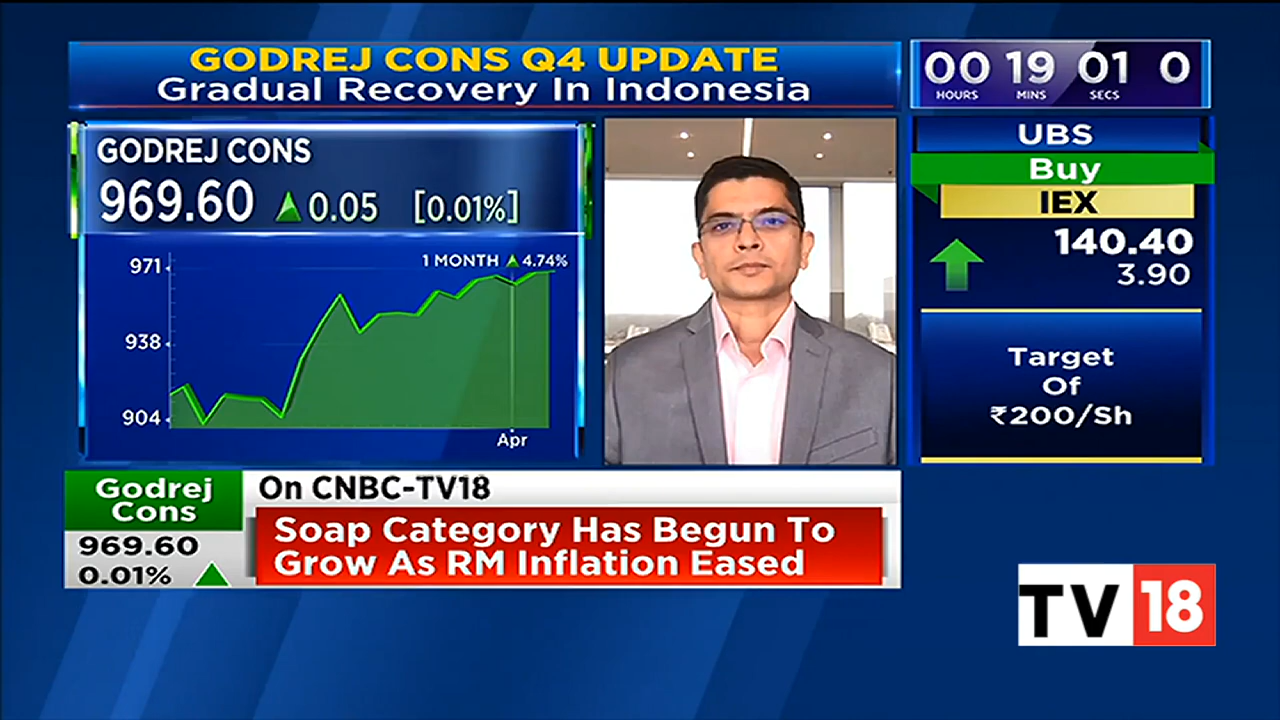 GODREJ CONS Q4 UPDATE
Gradual Recovery In Indonesia
00 19 01 0
HOURS MINS SECS
GODREJ CONS
969.60 ▲ 0.05 [0.01%]
1 MONTH ▲ 4.74%
971
938
904
Apr
UBS
Buy
IEX
140.40
3.90
Target
Of
₹200/Sh
Godrej
Cons
969.60
0.01% ▲
On CNBC-TV18
Soap Category Has Begun To
Grow As RM Inflation Eased
TV18